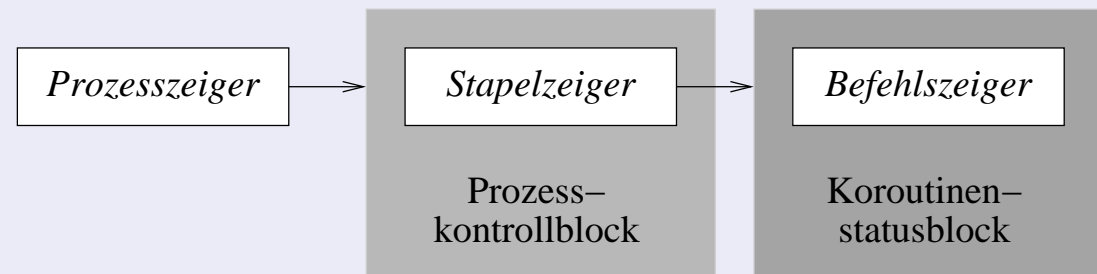 Prozesszeiger
Stapelzeiger
Befehlszeiger
Prozess–
kontrollblock
Koroutinen–
statusblock